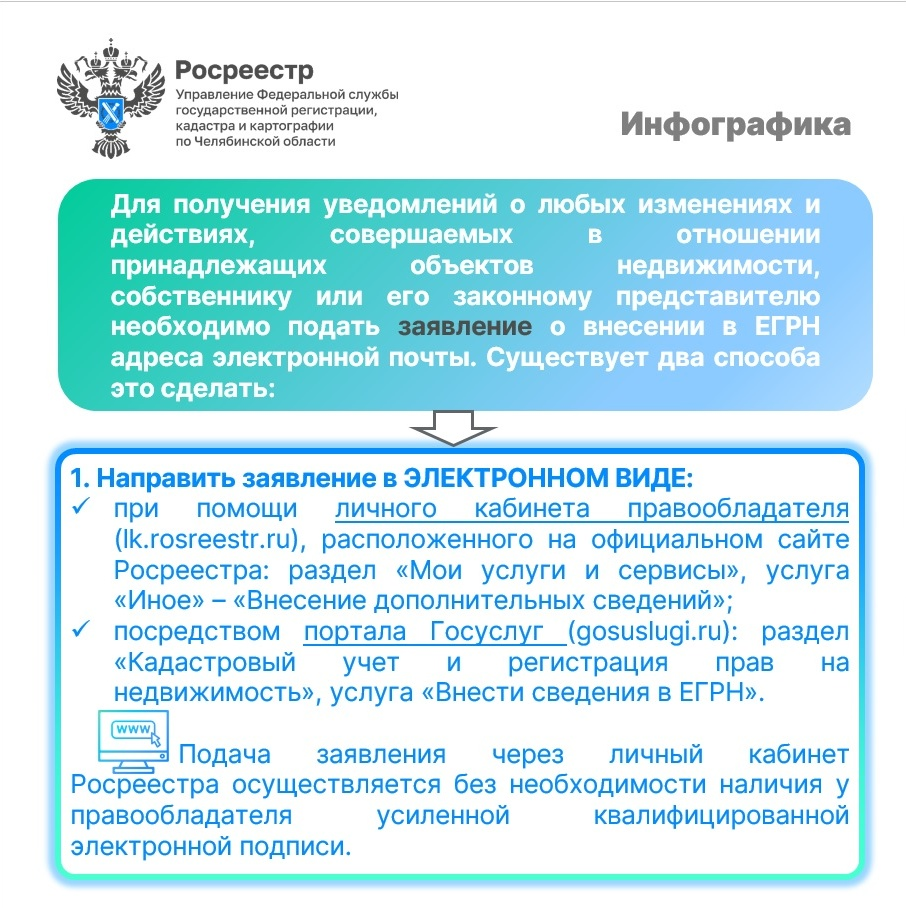 Росреестр
Управление Федеральной службы
государственной регистрации,
кадастра и картографии
по Челябинской области
Инфографика
Для получения уведомлений о любых изменениях и
действиях, совершаемых в отношении
принадлежащих объектов недвижимости,
собственнику или его законному представителю
необходимо подать заявление о внесении в ЕГРН
адреса электронной почты. Существует два способа
это сделать:
1. Направить заявление в ЭЛЕКТРОННОМ ВИДЕ:
✓ при помощи личного кабинета правообладателя
(lk.rosreestr.ru), расположенного на официальном сайте
Росреестра: раздел «Мои услуги и сервисы», услуга
«Иное» – «Внесение дополнительных сведений»;
✓ посредством портала Госуслуг (gosuslugi.ru): раздел
«Кадастровый учет и регистрация прав на
недвижимость», услуга «Внести сведения в ЕГРН».
www
Подача заявления через личный кабинет
Росреестра осуществляется без необходимости наличия у
правообладателя усиленной квалифицированной
электронной подписи.